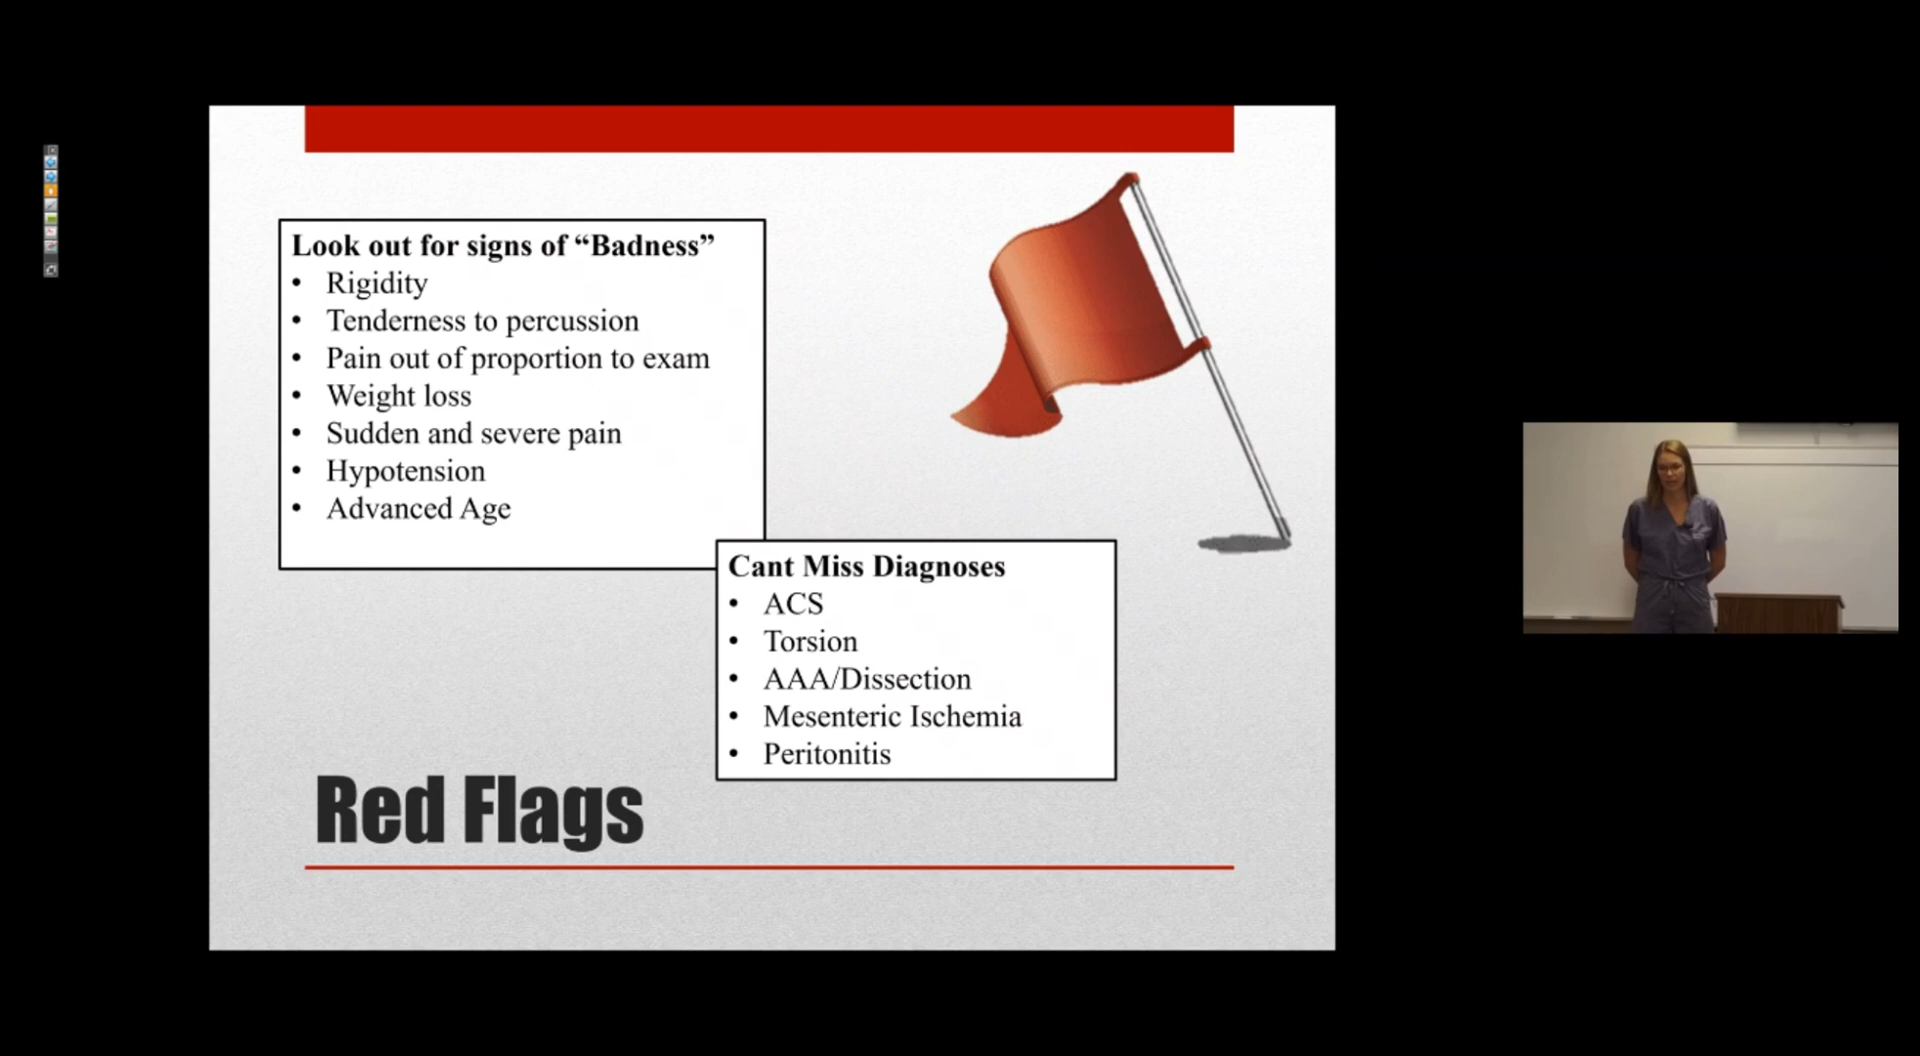 Look out for signs of “Badness”
• Rigidity
• Tenderness to percussion
• Pain out of proportion to exam
• Weight loss
• Sudden and severe pain
• Hypotension
• Advanced Age
Cant Miss Diagnoses
• ACS
• Torsion
• AAA/Dissection
• Mesenteric Ischemia
• Peritonitis
Red Flags